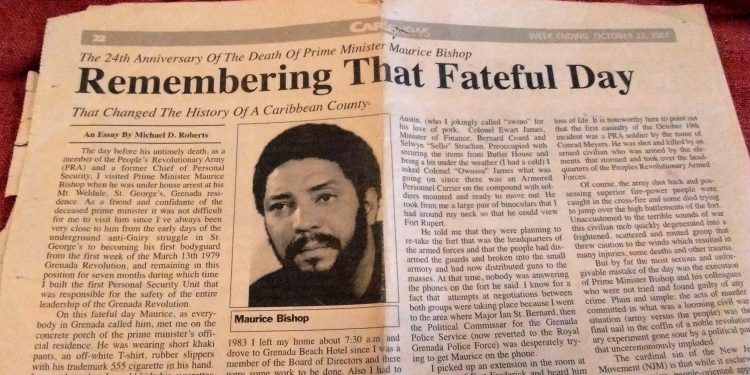 22
CARIB NEWS
WEEK ENDING OCTOBER 23, 2007
The 24th Anniversary Of The Death Of Prime Minister Maurice Bishop
Remembering That Fateful Day
That Changed The History Of A Caribbean County
An Essay By Michael D. Roberts
The day before his untimely death, as a
member of the People's Revolutionary Army
(PRA) and a former Chief of Personal
Security, I visited Prime Minister Maurice
Bishop when he was under house arrest at his
Mt. Weldale, St George's, Grenada resi-
dence. As a friend and confidante of the
deceased prime minister it was not difficult
for me to visit him since I've always been
very close to him from the early days of the
underground anti-Gairy struggle in St
George's to becoming his first bodyguard
from the first week of the March 13th 1979
Grenada Revolution, and remaining in this
position for seven months during which time
I built the first Personal Security Unit that
was responsible for the safety of the entire
leadership of the Grenada Revolution.
On this fateful day Maurice, as every-
body in Grenada called him, met me on the
concrete porch of the prime minister's offi-
cial residence. He was wearing short khaki
pants, an off-white T-shirt, rubber slippers
with his trademark 555 cigarette in his hand.
Maurice Bishop
1983 I left my home about 7:30 a.m. and
drove to Grenada Beach Hotel since I was a
member of the Board of Directors and there
were some work to be done. Also I had to
Austin, (who I jokingly called "swine" for
his love of pork, Colonel Ewart James,
Minister of Finance, Bernard Coard and
Selwyn "Sello" Strachan. Preoccupied with
securing the items from Butler House and
being a bit under the weather (I had a cold) I
asked Colonel "Owusu" James what was
going on since there was an Armored
Personnel Carrier on the compound with sol-
diers mounted and ready to move out. He
took from me a large pair of binoculars that I
had around my neck so that he could view
Fort Rupert.
He told me that they were planning to
re-take the fort that was the headquarters of
the armed forces and that the people had dis-
armed the guards and broken into the small
armory and had now distributed guns to the
masses. At that time, nobody was answering
the phones on the fort he said. I know for a
fact that attempts at negotiations between
both groups were taking place because I went
to the area where Major Ian St. Bernard, then
the Political Commissar for the Grenada
Police Service (now reverted to the Royal
Grenada Police Force) was desperately try-
ing to get Maurice on the phone.
I picked up an extension in the room at
loss of life. It is noteworthy here to point out
that the first casualty of the October 19th
incident was a PRA soldier by the name of
Conrad Meyers. He was shot and killed by an
armed civilian who was armed by the ele-
ments that stormed and took over the head-
quarters of the Peoples Revolutionary Armed
Forces.
Of course, the army shot back and pos-
sessing superior fire-power people were
caught in the cross-fire and some died trying
to jump over the high battlements of the fort.
Unaccustomed to the terrible sounds of war
this civilian mob quickly degenerated into a
frightened, scattered and routed group that
threw caution to the winds which resulted in
many injuries, some deaths and other trauma.
But by far the most serious and unfor-
givable mistake of the day was the execution
of Prime Minister Bishop and his colleagues
who were not tried and found guilty of any
crime. Plain and simple, the acts of murder
committed in what was a looming civil war
situation (army versus the people) was the
final nail in the coffin of a noble revolution-
ary experiment gone sour by a political party
that unceremoniously imploded.
The cardinal sin of the New Jewel
Movement (NJM) was that while it